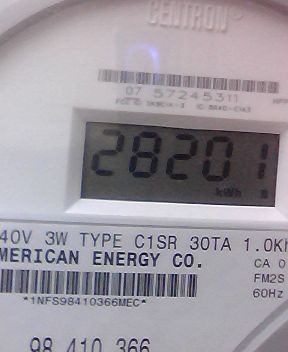 CENTRON®
07 57245311
28201
kWh
40V 3W TYPE C1SR 30TA 1.0Kh
MERICAN ENERGY CO.
CA 0
FM2S
60Hz
*1NFS98410366MEC*
98 410 366